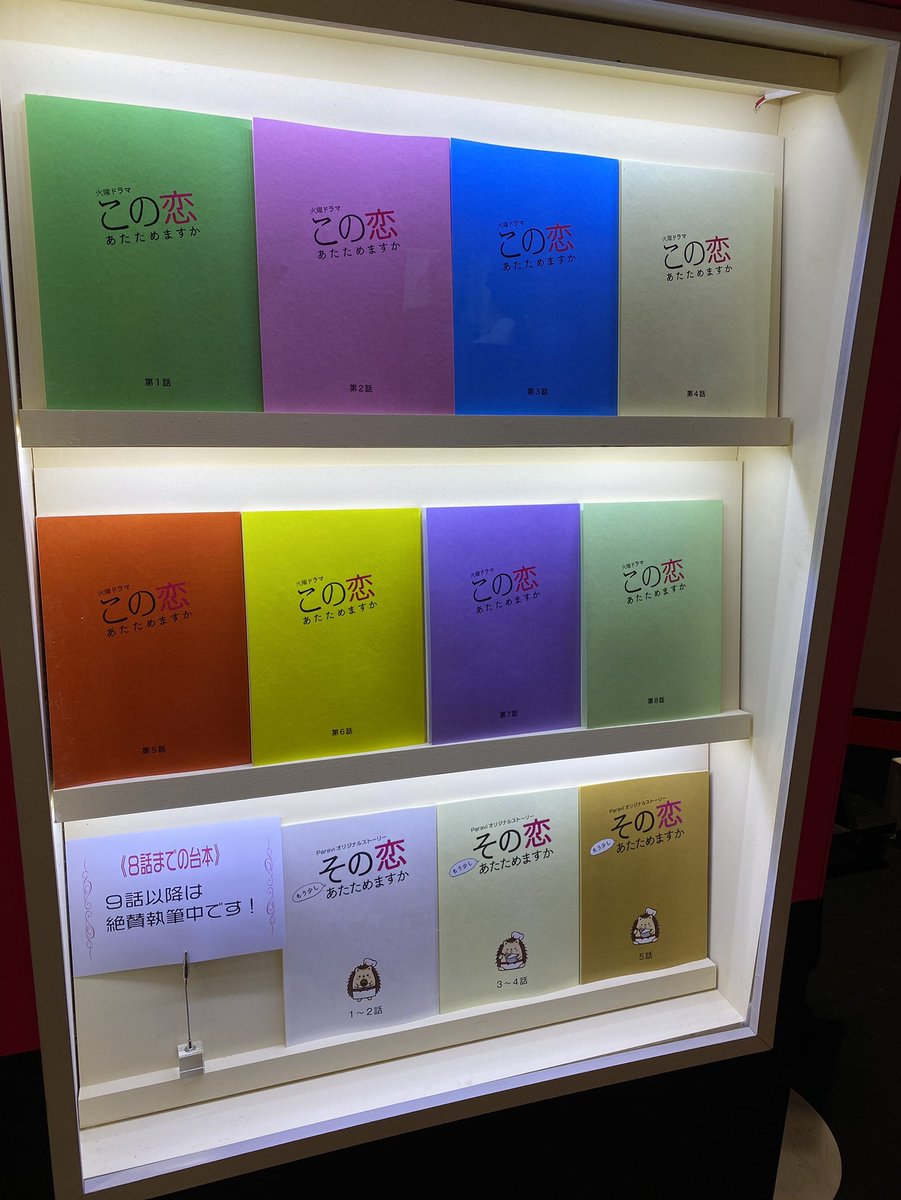 火曜ドラマ
この恋
あたためますか
第1話
火曜ドラマ
この恋
あたためますか
第2話
火曜ドラマ
この恋
あたためますか
第3話
火曜ドラマ
この恋
あたためますか
第4話
火曜ドラマ
この恋
あたためますか
第5話
火曜ドラマ
この恋
あたためますか
第6話
火曜ドラマ
この恋
あたためますか
第7話
火曜ドラマ
この恋
あたためますか
第8話
《8話までの台本》
9話以降は
絶賛執筆中です！
Paraviオリジナルストーリー
その恋
もう少し
あたためますか
1～2話
Paraviオリジナルストーリー
その恋
もう少し
あたためますか
3～4話
Paraviオリジナルストーリー
その恋
もう少し
あたためますか
5話